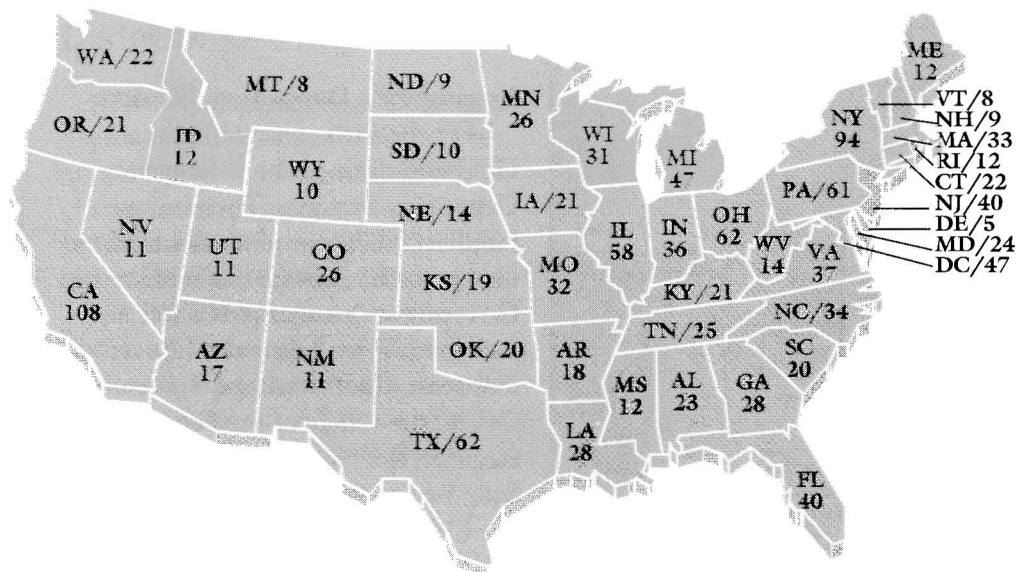 WA/22
OR/21
ID
12
MT/8
ND/9
MN
26
WI
31
MI
47
ME
12
VT/8
NH/9
MA/33
RI/12
CT/22
NJ/40
DE/5
MD/24
DC/47
NY
94
PA/61
SD/10
WY
10
NE/14
IA/21
NV
11
UT
11
CO
26
KS/19
MO
32
IL
58
IN
36
OH
62
WV
14
VA
37
KY/21
CA
108
AZ
17
NM
11
OK/20
AR
18
TN/25
NC/34
SC
20
MS
12
AL
23
GA
28
TX/62
LA
28
FL
40